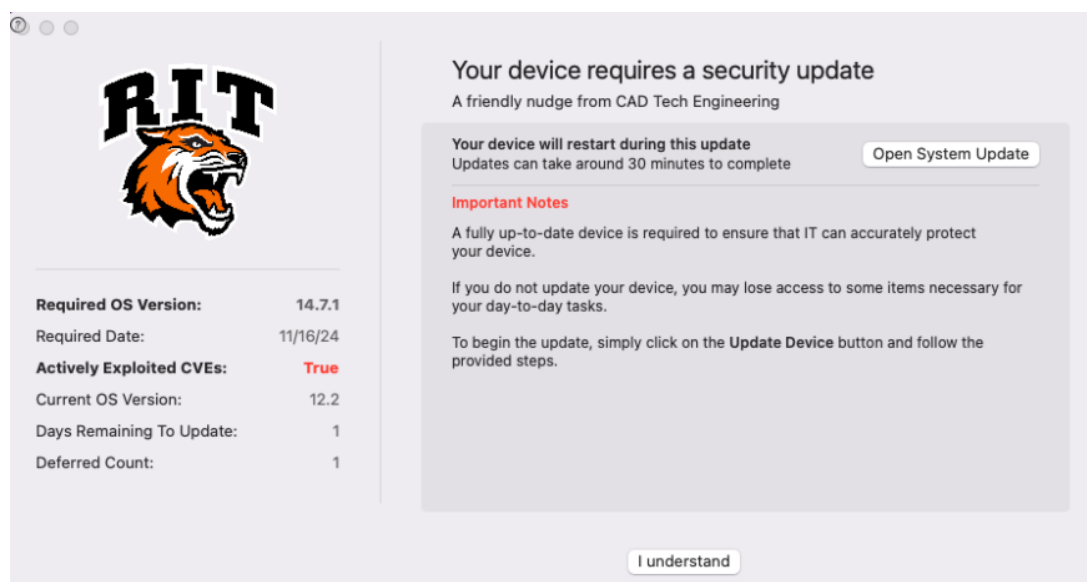 ?
RIT
Required OS Version: 14.7.1
Required Date: 11/16/24
Actively Exploited CVEs: True
Current OS Version: 12.2
Days Remaining To Update: 1
Deferred Count: 1
Your device requires a security update
A friendly nudge from CAD Tech Engineering
Your device will restart during this update
Updates can take around 30 minutes to complete
Open System Update
Important Notes
A fully up-to-date device is required to ensure that IT can accurately protect
your device.
If you do not update your device, you may lose access to some items necessary for
your day-to-day tasks.
To begin the update, simply click on the Update Device button and follow the
provided steps.
I understand